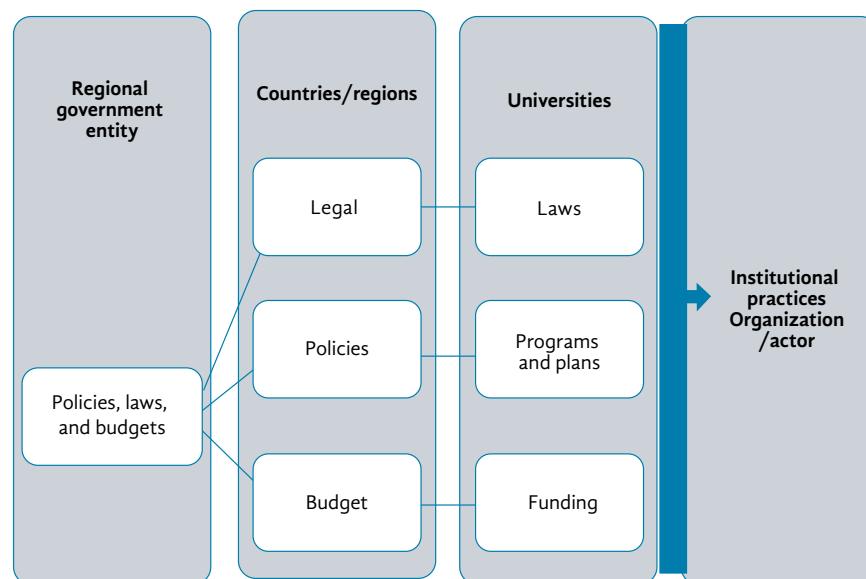 Regional
government
entity
Policies, laws,
and budgets
Countries/regions
Legal
Policies
Budget
Universities
Laws
Programs
and plans
Funding
Institutional
practices
Organization
/actor